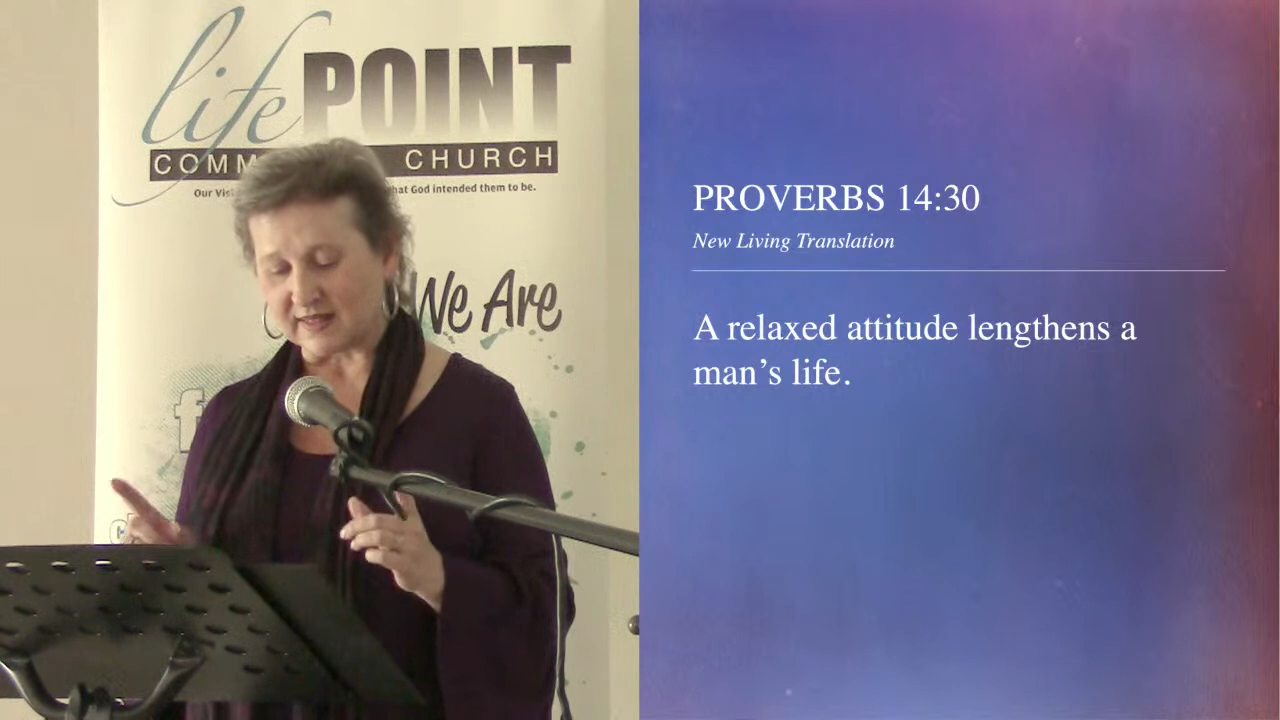 life POINT
COMM CHURCH
Our Vis hat God intended them to be.
We Are
f
PROVERBS 14:30
New Living Translation
A relaxed attitude lengthens a
man’s life.